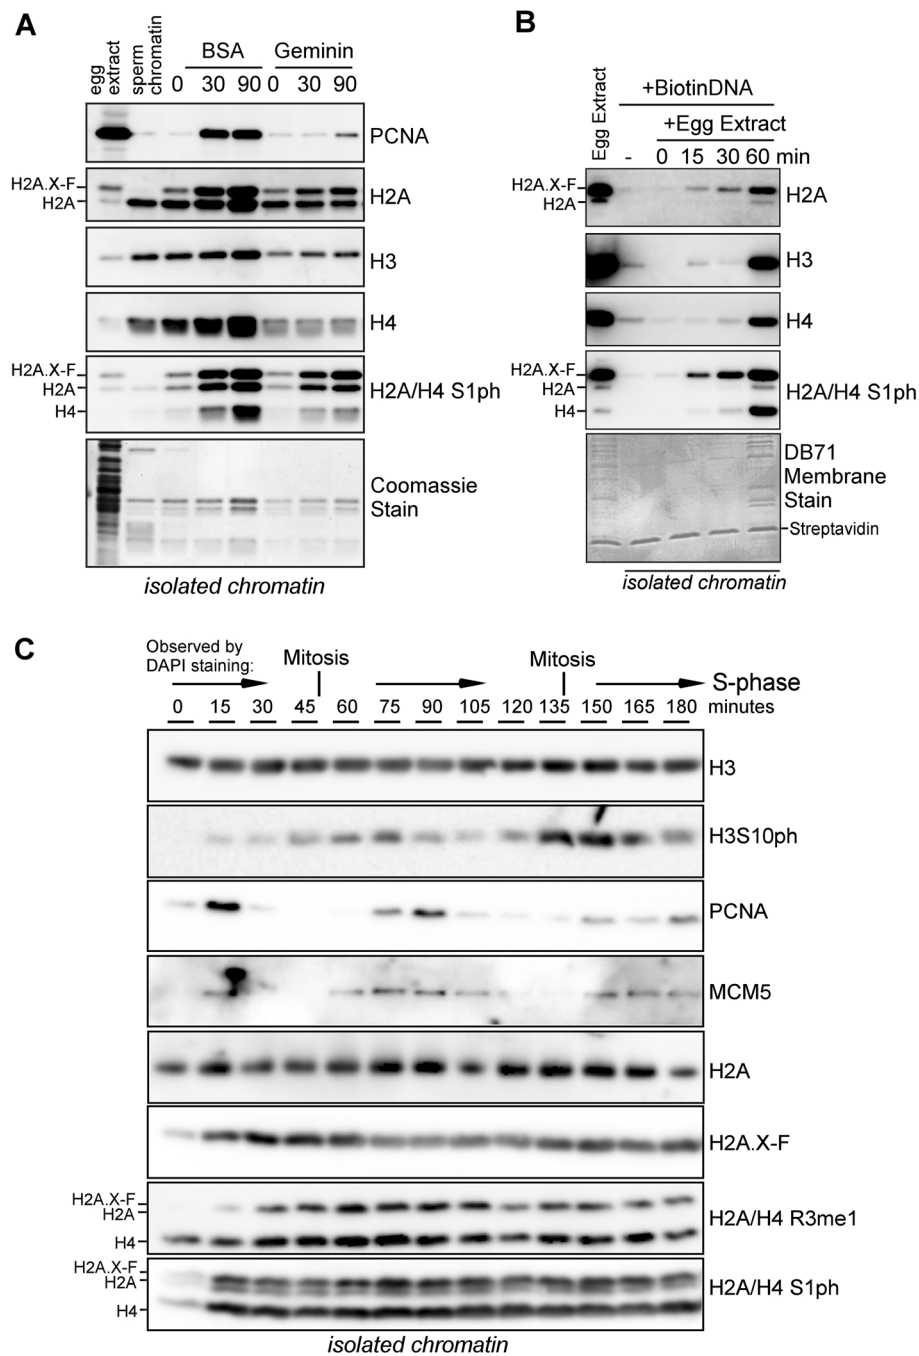 A
egg extract
sperm chromatin
BSA
Geminin
0 30 90 0 30 90
PCNA
H2A.X-F
H2A
H2A
H3
H4
H2A.X-F
H2A
H4
H2A/H4 S1ph
Coomassie
Stain
isolated chromatin
B
Egg Extract
+BiotinDNA
+Egg Extract
- 0 15 30 60 min
H2A.X-F
H2A
H2A
H3
H4
H2A.X-F
H2A
H4
H2A/H4 S1ph
DB71
Membrane
Stain
Streptavidin
isolated chromatin
C
Observed by
DAPI staining:
Mitosis
Mitosis
S-phase
0 15 30 45 60 75 90 105 120 135 150 165 180 minutes
H3
H3S10ph
PCNA
MCM5
H2A
H2A.X-F
H2A.X-F
H2A
H4
H2A/H4 R3me1
H2A.X-F
H2A
H4
H2A/H4 S1ph
isolated chromatin